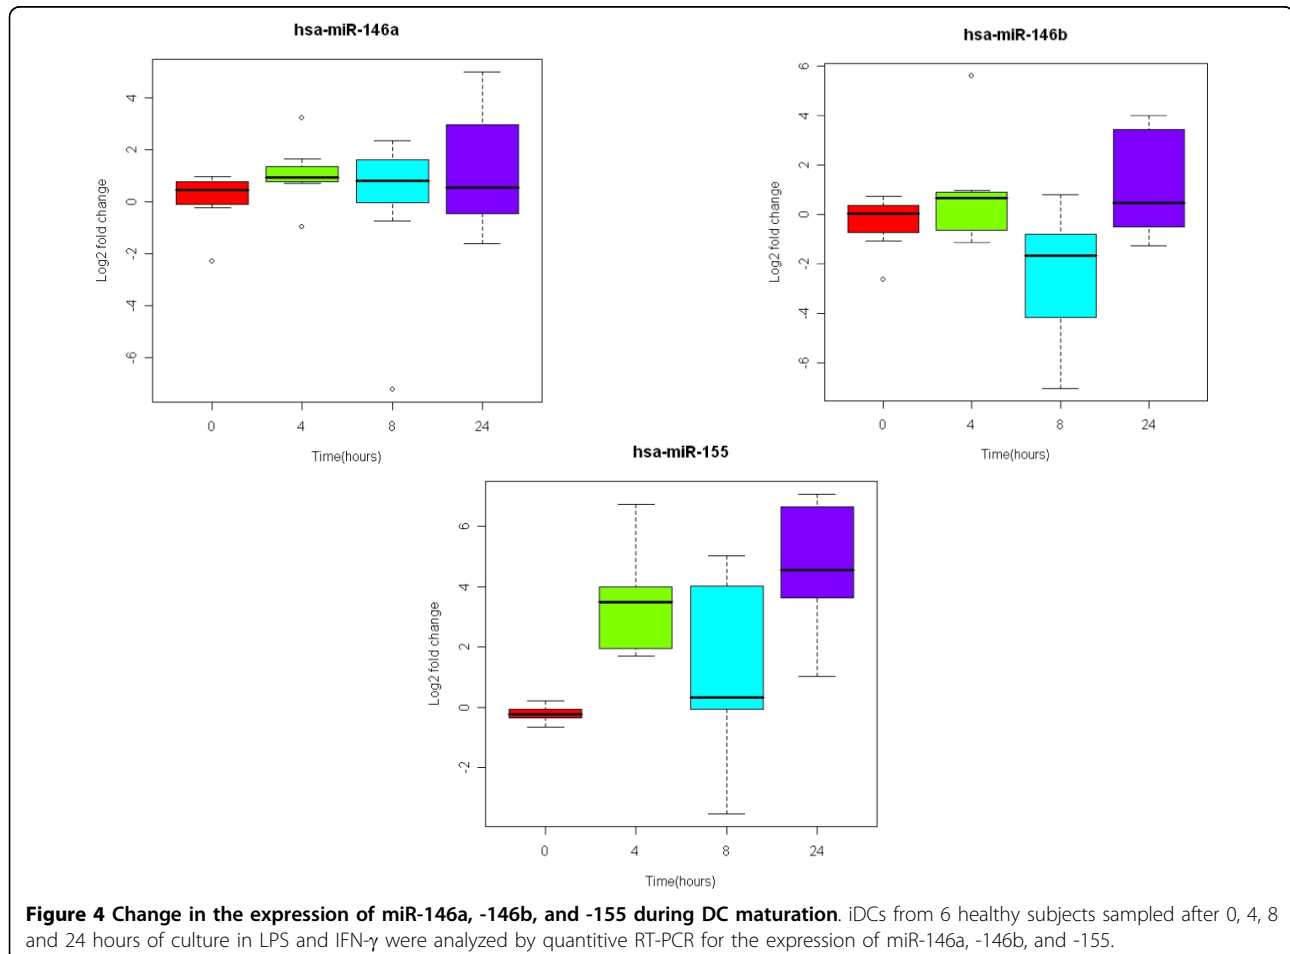 hsa-miR-146a
Log2 fold change
4
2
0
-2
-4
-6
0 4 8 24
Time(hours)
hsa-miR-146b
Log2 fold change
6
4
2
0
-2
-4
-6
0 4 8 24
Time(hours)
hsa-miR-155
Log2 fold change
6
4
2
0
-2
0 4 8 24
Time(hours)
Figure 4 Change in the expression of miR-146a, -146b, and -155 during DC maturation. iDCs from 6 healthy subjects sampled after 0, 4, 8
and 24 hours of culture in LPS and IFN-γ were analyzed by quantitive RT-PCR for the expression of miR-146a, -146b, and -155.